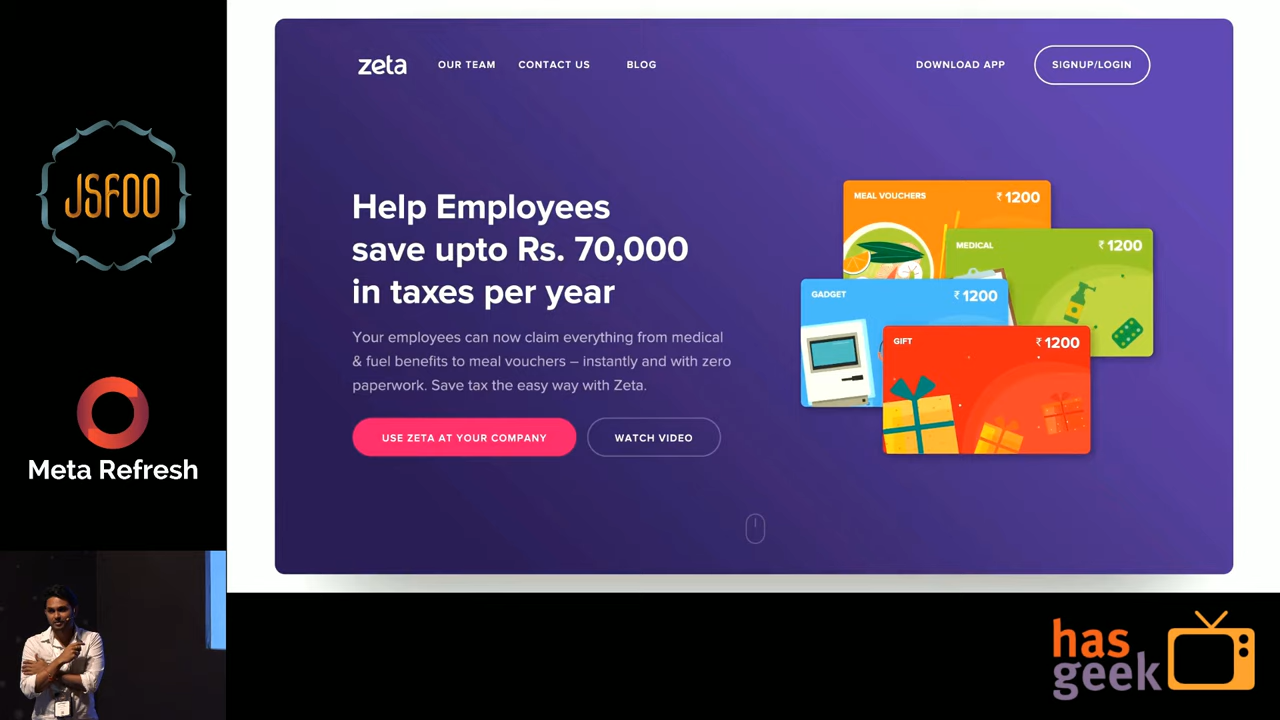 JSFOO
Meta Refresh
zeta
OUR TEAM
CONTACT US
BLOG
DOWNLOAD APP
SIGNUP/LOGIN
Help Employees
save upto Rs. 70,000
in taxes per year
Your employees can now claim everything from medical
& fuel benefits to meal vouchers – instantly and with zero
paperwork. Save tax the easy way with Zeta.
USE ZETA AT YOUR COMPANY
WATCH VIDEO
MEAL VOUCHERS
₹ 1200
MEDICAL
₹ 1200
GADGET
₹ 1200
GIFT
₹ 1200
has
geek